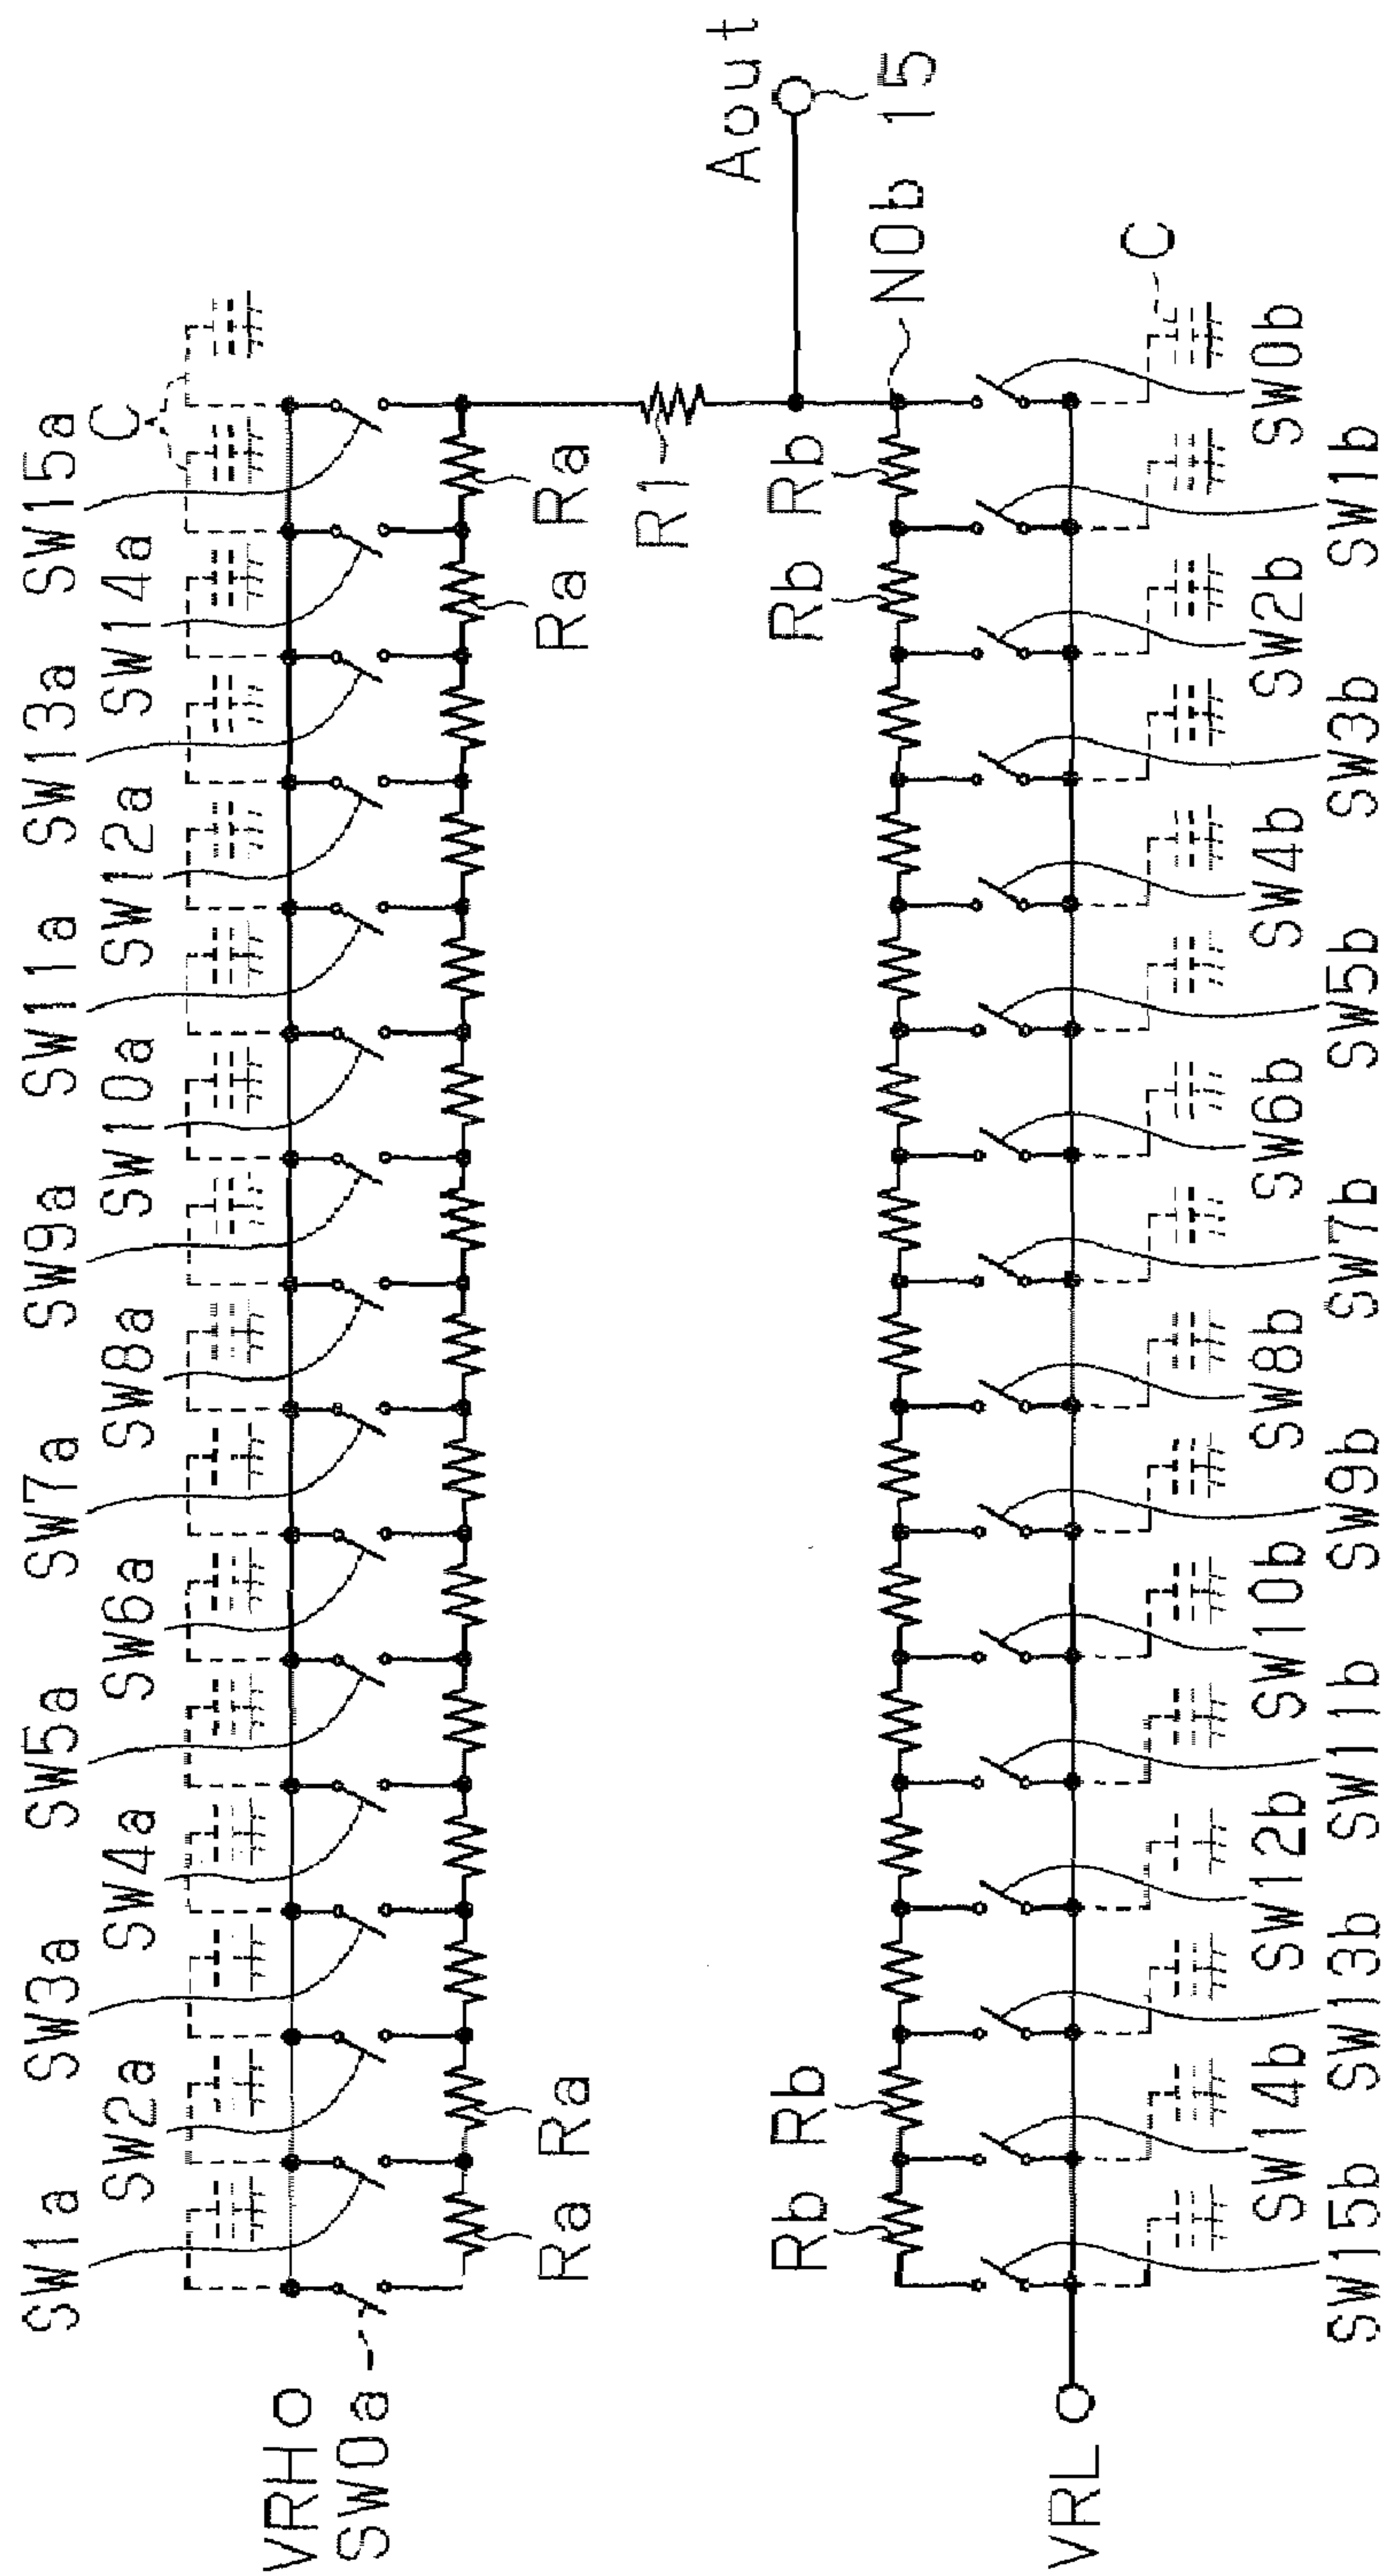 SW1a
SW2a
SW3a
SW4a
SW5a
SW6a
SW7a
SW8a
SW9a
SW10a
SW11a
SW12a
SW13a
SW14a
SW15a
C
VRH
SW0a
Ra
Ra
Ra
Ra
R1
Aout
15
N0b
Rb
Rb
Rb
Rb
C
VRL
SW15b
SW14b
SW13b
SW12b
SW11b
SW10b
SW9b
SW8b
SW7b
SW6b
SW5b
SW4b
SW3b
SW2b
SW1b
SW0b